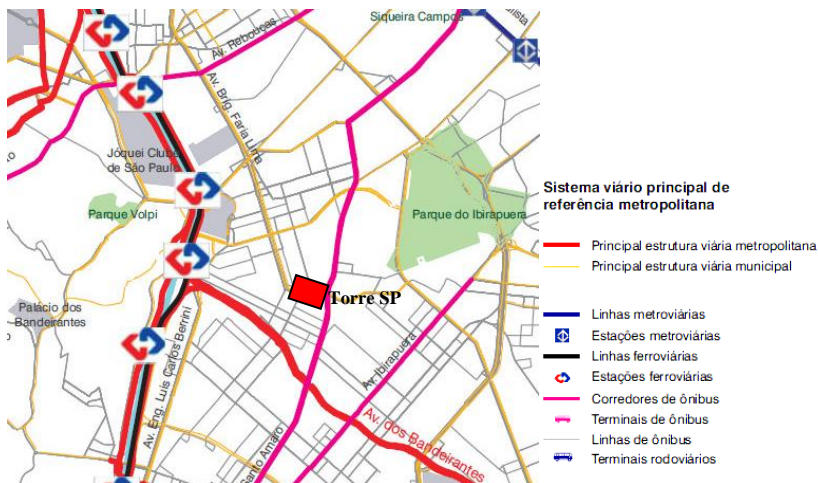 Siqueira Campos
lista
Av. Rebouças
Av. Brig. Faria Lima
Jóquei Clube
de São Paulo
Parque Volpi
Parque do Ibirapuera
Torre SP
Palácio dos
Bandeirantes
Av. Eng. Luís Carlos Berrini
Av. Ibirapuera
Av. dos Bandeirantes
anto Amaro
Sistema viário principal de
referência metropolitana
Principal estrutura viária metropolitana
Principal estrutura viária municipal
Linhas metroviárias
Estações metroviárias
Linhas ferroviárias
Estações ferroviárias
Corredores de ônibus
Terminais de ônibus
Linhas de ônibus
Terminais rodoviários